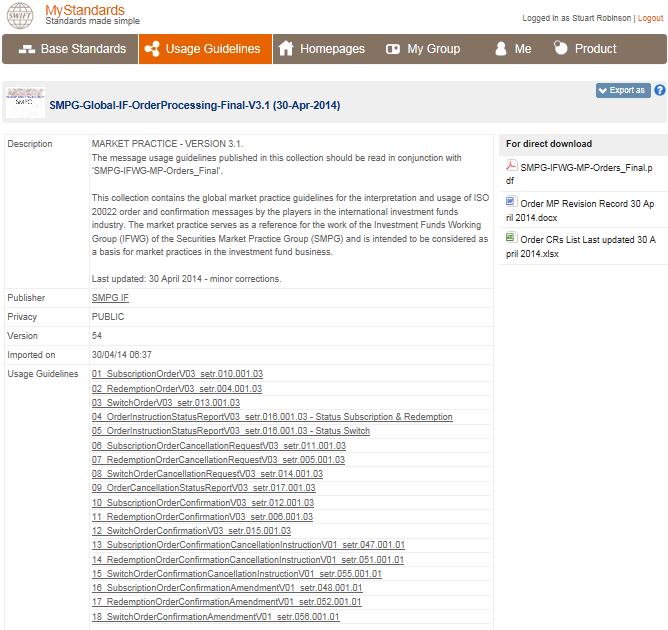 SWIFT
MyStandards
Standards made simple
Logged in as Stuart Robinson | Logout
Base Standards
Usage Guidelines
Homepages
My Group
Me
Product
SMPG
SMPG-Global-IF-OrderProcessing-Final-V3.1 (30-Apr-2014)
Export as
?
Description
MARKET PRACTICE - VERSION 3.1.
The message usage guidelines published in this collection should be read in conjunction with
'SMPG-IFWG-MP-Orders_Final'.
This collection contains the global market practice guidelines for the interpretation and usage of ISO
20022 order and confirmation messages by the players in the international investment funds
industry. The market practice serves as a reference for the work of the Investment Funds Working
Group (IFWG) of the Securities Market Practice Group (SMPG) and is intended to be considered as
a basis for market practices in the investment fund business.
Last updated: 30 April 2014 - minor corrections.
Publisher
SMPG IF
Privacy
PUBLIC
Version
54
Imported on
30/04/14 06:37
Usage Guidelines
01_SubscriptionOrderV03_setr.010.001.03
02_RedemptionOrderV03_setr.004.001.03
03_SwitchOrderV03_setr.013.001.03
04_OrderInstructionStatusReportV03_setr.016.001.03 - Status Subscription & Redemption
05_OrderInstructionStatusReportV03_setr.016.001.03 - Status Switch
06_SubscriptionOrderCancellationRequestV03_setr.011.001.03
07_RedemptionOrderCancellationRequestV03_setr.005.001.03
08_SwitchOrderCancellationRequestV03_setr.014.001.03
09_OrderCancellationStatusReportV03_setr.017.001.03
10_SubscriptionOrderConfirmationV03_setr.012.001.03
11_RedemptionOrderConfirmationV03_setr.006.001.03
12_SwitchOrderConfirmationV03_setr.015.001.03
13_SubscriptionOrderConfirmationCancellationInstructionV01_setr.047.001.01
14_RedemptionOrderConfirmationCancellationInstructionV01_setr.051.001.01
15_SwitchOrderConfirmationCancellationInstructionV01_setr.055.001.01
16_SubscriptionOrderConfirmationAmendmentV01_setr.048.001.01
17_RedemptionOrderConfirmationAmendmentV01_setr.052.001.01
18_SwitchOrderConfirmationAmendmentV01_setr.056.001.01
For direct download
SMPG-IFWG-MP-Orders_Final.p
df
Order MP Revision Record 30 Ap
ril 2014.docx
Order CRs List Last updated 30 A
pril 2014.xlsx